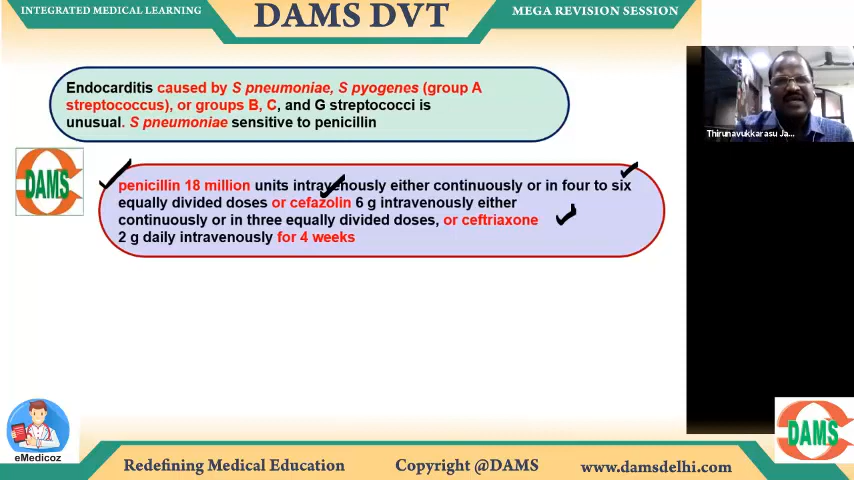 INTEGRATED MEDICAL LEARNING
DAMS DVT
MEGA REVISION SESSION
Endocarditis caused by S pneumoniae, S pyogenes (group A
streptococcus), or groups B, C, and G streptococci is
unusual. S pneumoniae sensitive to penicillin
Thirunavukkarasu Ja...
DAMS
penicillin 18 million units intravenously either continuously or in four to six
equally divided doses or cefazolin 6 g intravenously either
continuously or in three equally divided doses, or ceftriaxone
2 g daily intravenously for 4 weeks
eMedicoz
DAMS
Redefining Medical Education
Copyright @DAMS
www.damsdelhi.com